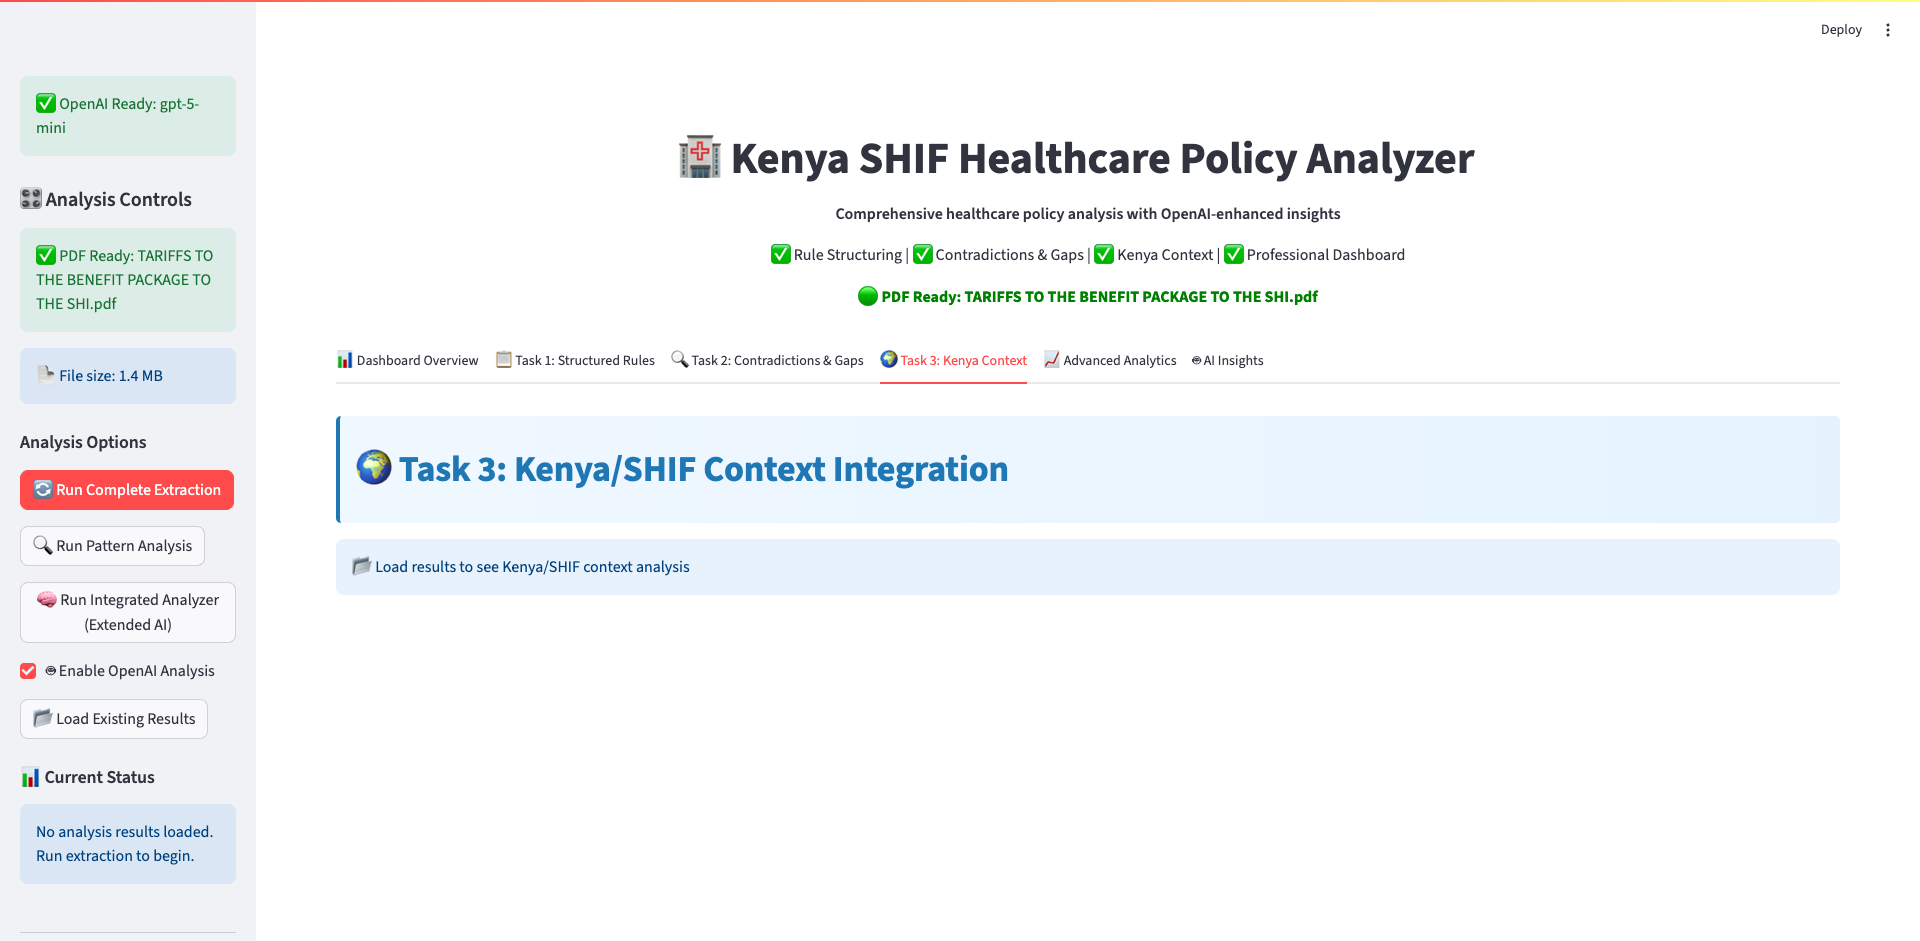 Deploy
✅ OpenAI Ready: gpt-5-
mini
🎛️ Analysis Controls
✅ PDF Ready: TARIFFS TO
THE BENEFIT PACKAGE TO
THE SHI.pdf
📄 File size: 1.4 MB
Analysis Options
🔄 Run Complete Extraction
🔍 Run Pattern Analysis
🧠 Run Integrated Analyzer
(Extended AI)
🤖 Enable OpenAI Analysis
📂 Load Existing Results
📊 Current Status
No analysis results loaded.
Run extraction to begin.
🏥 Kenya SHIF Healthcare Policy Analyzer
Comprehensive healthcare policy analysis with OpenAI-enhanced insights
✅ Rule Structuring | ✅ Contradictions & Gaps | ✅ Kenya Context | ✅ Professional Dashboard
🟢 PDF Ready: TARIFFS TO THE BENEFIT PACKAGE TO THE SHI.pdf
📊 Dashboard Overview 📋 Task 1: Structured Rules 🔍 Task 2: Contradictions & Gaps 🌍 Task 3: Kenya Context 📈 Advanced Analytics 🤖 AI Insights
🌍 Task 3: Kenya/SHIF Context Integration
📂 Load results to see Kenya/SHIF context analysis